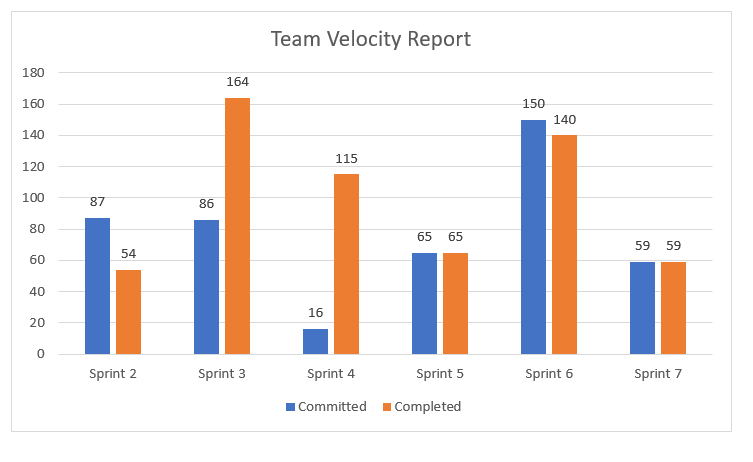 Team Velocity Report
180
160
140
120
100
80
60
40
20
0
87
54
86
164
16
115
65
65
150
140
59
59
Sprint 2
Sprint 3
Sprint 4
Sprint 5
Sprint 6
Sprint 7
Committed
Completed